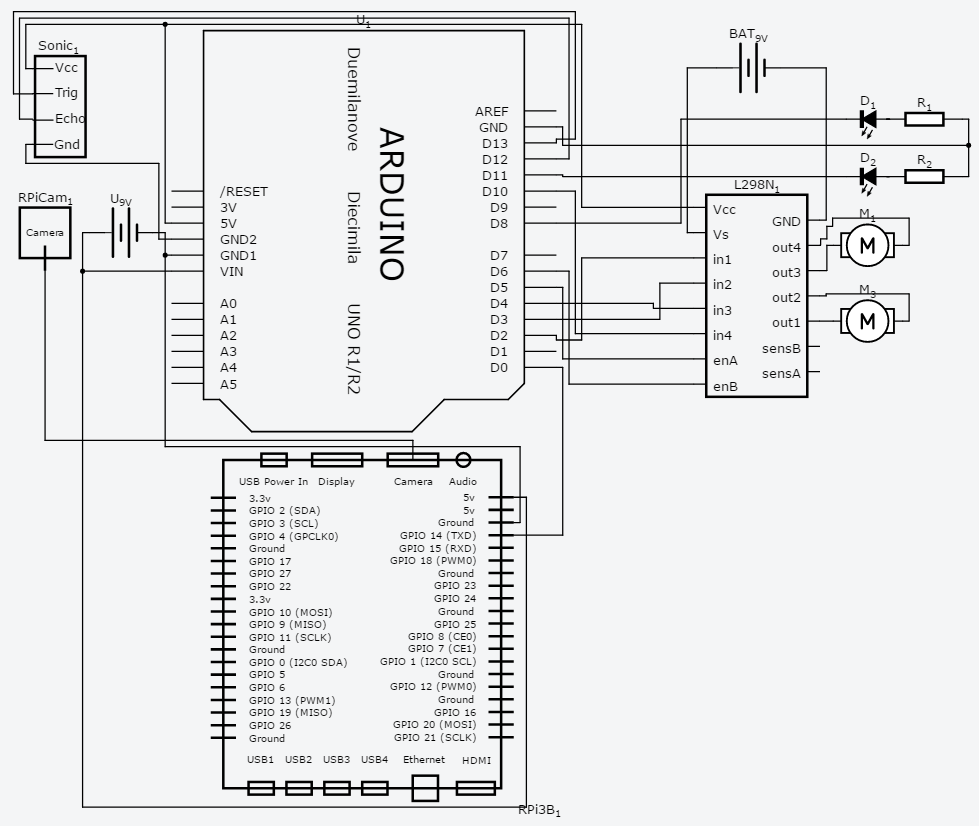 U1
Sonic1
Vcc
Trig
Echo
Gnd
RPiCam1
Camera
U9V
Duemilanove
Diecimila
UNO R1/R2
ARDUINO
/RESET
3V
5V
GND2
GND1
VIN
A0
A1
A2
A3
A4
A5
AREF
GND
D13
D12
D11
D10
D9
D8
D7
D6
D5
D4
D3
D2
D1
D0
BAT9V
D1
R1
D2
R2
L298N1
Vcc
Vs
in1
in2
in3
in4
enA
enB
GND
out4
out3
out2
out1
sensB
sensA
M1
M
M3
M
USB Power In
Display
Camera
Audio
3.3v
GPIO 2 (SDA)
GPIO 3 (SCL)
GPIO 4 (GPCLK0)
Ground
GPIO 17
GPIO 27
GPIO 22
3.3v
GPIO 10 (MOSI)
GPIO 9 (MISO)
GPIO 11 (SCLK)
Ground
GPIO 0 (I2C0 SDA)
GPIO 5
GPIO 6
GPIO 13 (PWM1)
GPIO 19 (MISO)
GPIO 26
Ground
5v
5v
Ground
GPIO 14 (TXD)
GPIO 15 (RXD)
GPIO 18 (PWM0)
Ground
GPIO 23
GPIO 24
Ground
GPIO 25
GPIO 8 (CE0)
GPIO 7 (CE1)
GPIO 1 (I2C0 SCL)
Ground
GPIO 12 (PWM0)
Ground
GPIO 16
GPIO 20 (MOSI)
GPIO 21 (SCLK)
USB1
USB2
USB3
USB4
Ethernet
HDMI
RPi3B1